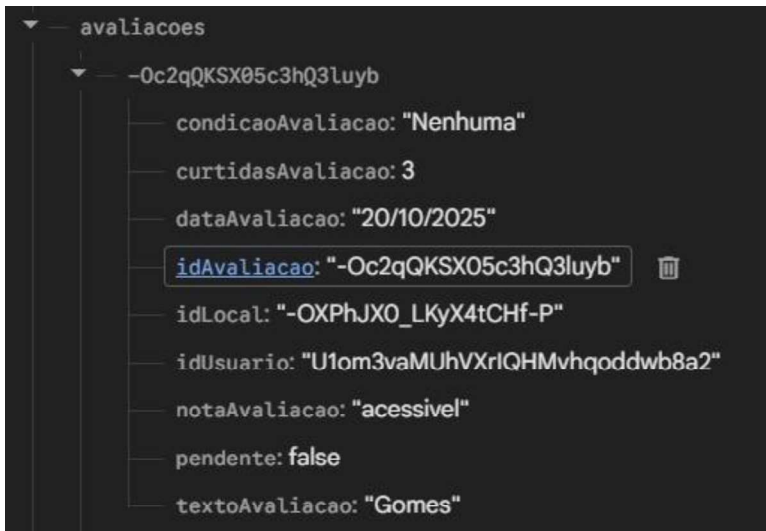 avaliacoes
-Oc2qQKSX05c3hQ3luyb
condicaoAvaliacao: "Nenhuma"
curtidasAvaliacao: 3
dataAvaliacao: "20/10/2025"
idAvaliacao: "-Oc2qQKSX05c3hQ3luyb"
idLocal: "-OXPhJX0_LKyX4tCHf-P"
idUsuario: "U1om3vaMUhVXrIQHMvhqoddwb8a2"
notaAvaliacao: "acessivel"
pendente: false
textoAvaliacao: "Gomes"